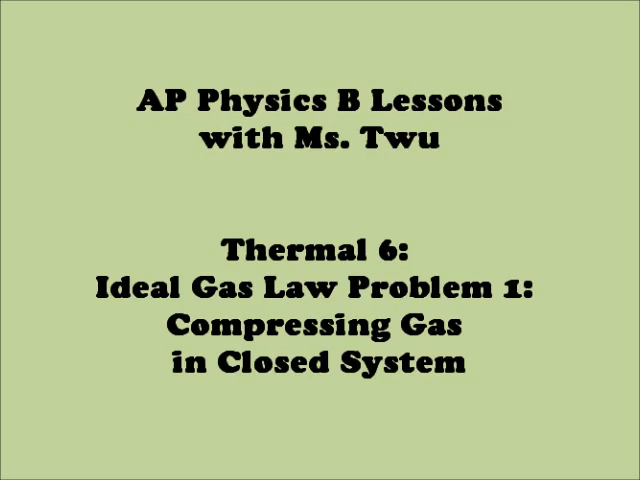 AP Physics B Lessons
with Ms. Twu
Thermal 6:
Ideal Gas Law Problem 1:
Compressing Gas
in Closed System